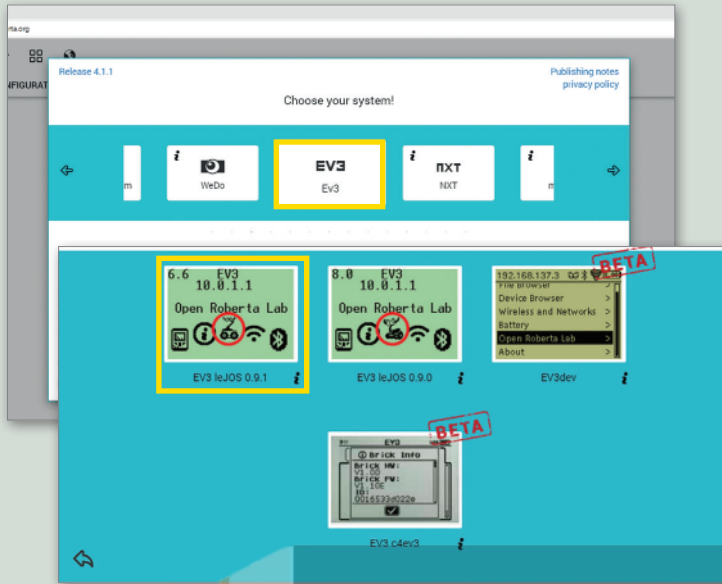 rta.org
NFIGURAT
Release 4.1.1
Publishing notes
privacy policy
Choose your system!
m
i
WeDo
EV3
Ev3
i
NXT
NXT
i
m
6.6 EV3
10.0.1.1
Open Roberta Lab
EV3 leJOS 0.9.1 i
8.0 EV3
10.0.1.1
Open Roberta Lab
EV3 leJOS 0.9.0 i
192.168.137.3
BETA
File Browser
Device Browser >
Wireless and Networks >
Battery >
Open Roberta Lab >
About >
EV3dev i
BETA
EV3
Brick Info
Brick HW:
V1.00
Brick FW:
V1.10E
ID:
0016533d022e
EV3 c4ev3 i